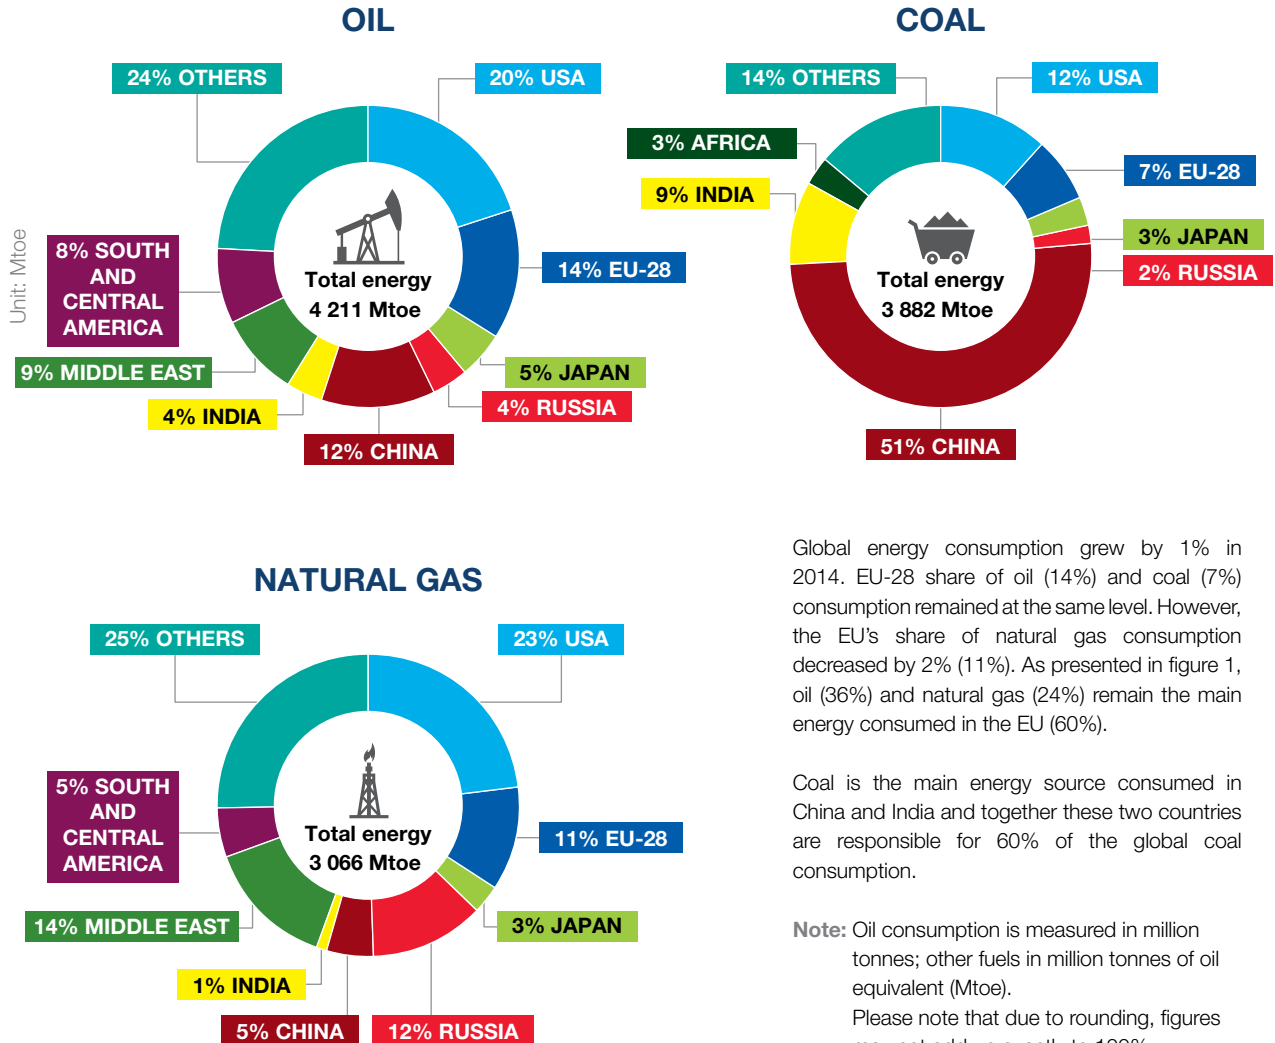 OIL
24% OTHERS
20% USA
8% SOUTH
AND
CENTRAL
AMERICA
Unit: Mtoe
Total energy
4 211 Mtoe
14% EU-28
9% MIDDLE EAST
5% JAPAN
4% INDIA
4% RUSSIA
12% CHINA
COAL
14% OTHERS
12% USA
3% AFRICA
7% EU-28
9% INDIA
3% JAPAN
Total energy
3 882 Mtoe
2% RUSSIA
51% CHINA
NATURAL GAS
25% OTHERS
23% USA
5% SOUTH
AND
CENTRAL
AMERICA
Total energy
3 066 Mtoe
11% EU-28
14% MIDDLE EAST
3% JAPAN
1% INDIA
5% CHINA
12% RUSSIA
Global energy consumption grew by 1% in
2014. EU-28 share of oil (14%) and coal (7%)
consumption remained at the same level. However,
the EU's share of natural gas consumption
decreased by 2% (11%). As presented in figure 1,
oil (36%) and natural gas (24%) remain the main
energy consumed in the EU (60%).
Coal is the main energy source consumed in
China and India and together these two countries
are responsible for 60% of the global coal
consumption.
Note: Oil consumption is measured in million
tonnes; other fuels in million tonnes of oil
equivalent (Mtoe).
Please note that due to rounding, figures